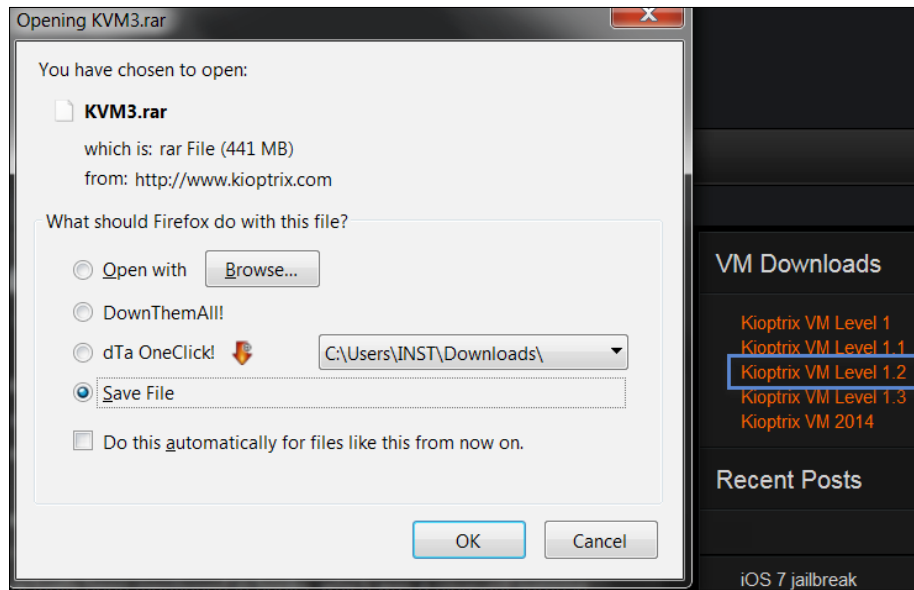 Opening KVM3.rar
You have chosen to open:
KVM3.rar
which is: rar File (441 MB)
from: http://www.kioptrix.com
What should Firefox do with this file?
Open with
Browse...
DownThemAll!
dTa OneClick!
C:\Users\INST\Downloads\
Save File
Do this automatically for files like this from now on.
OK
Cancel
VM Downloads
Kioptrix VM Level 1
Kioptrix VM Level 1.1
Kioptrix VM Level 1.2
Kioptrix VM Level 1.3
Kioptrix VM 2014
Recent Posts
iOS 7 jailbreak